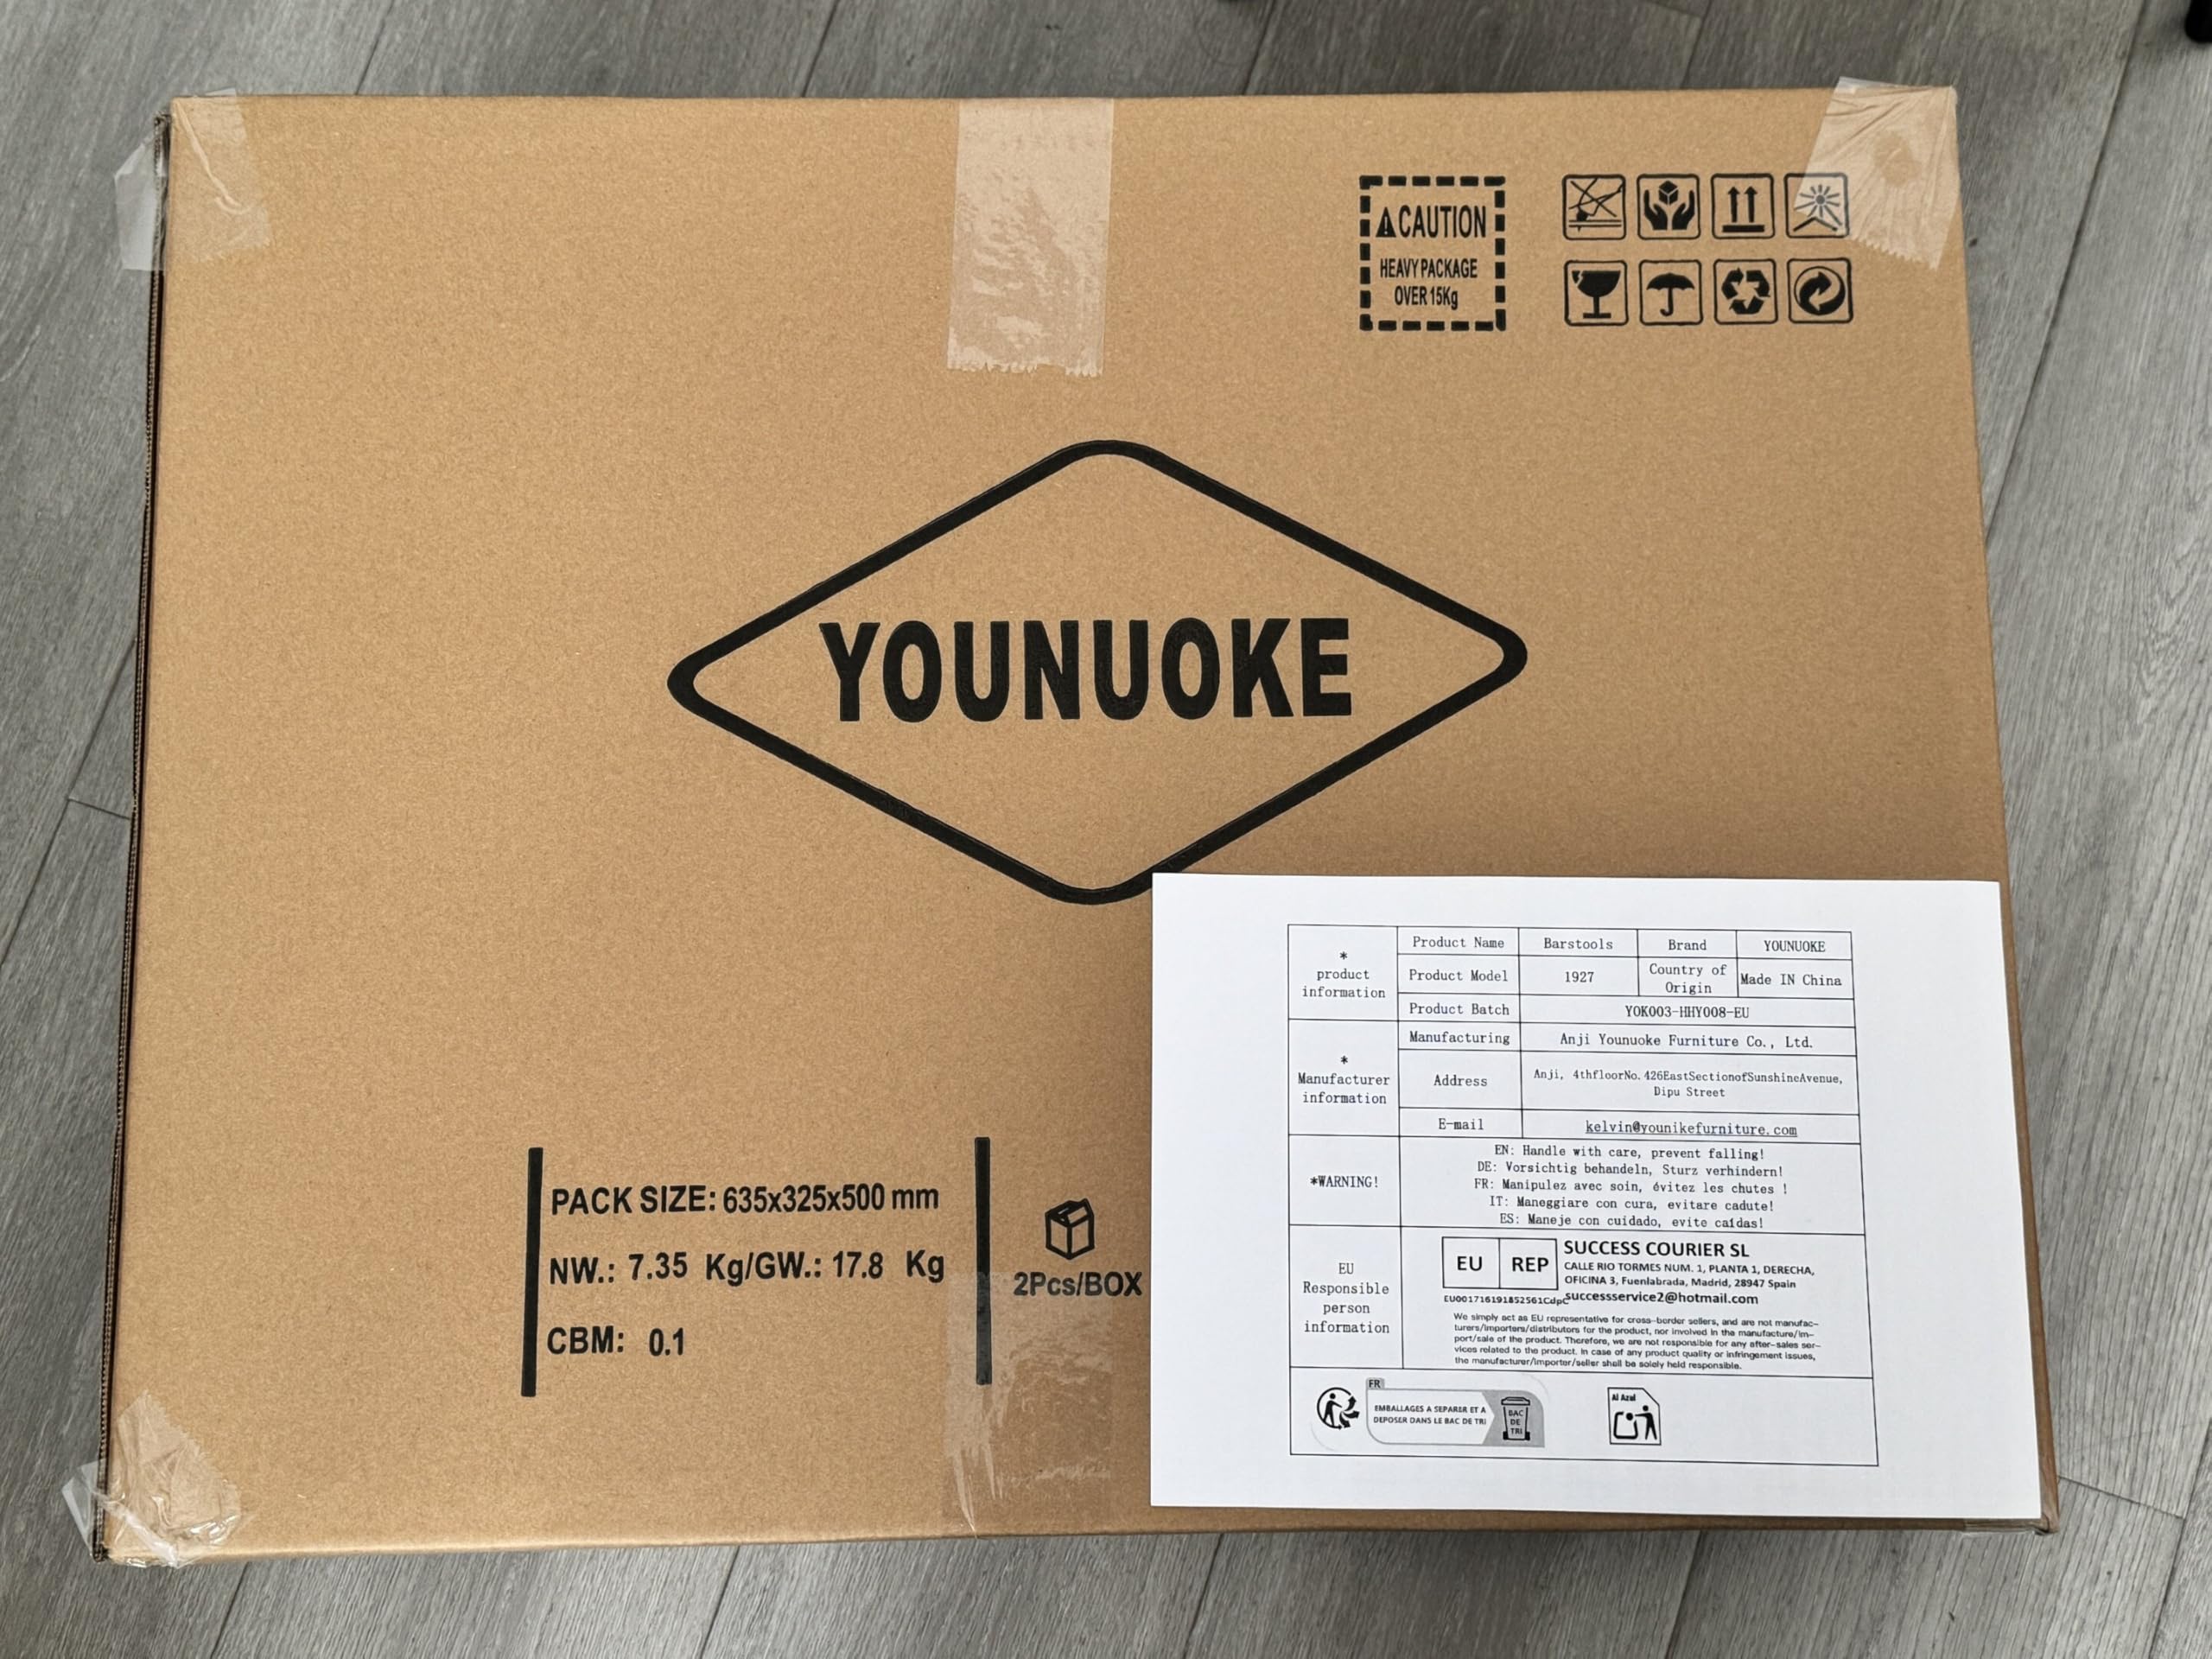 CAUTION
HEAVY PACKAGE
OVER 15Kg
YOUNUOKE
PACK SIZE: 635x325x500 mm
NW.: 7.35 Kg/GW.: 17.8 Kg
CBM: 0.1
2Pcs/BOX
* product information
Product Name Barstools Brand YOUNUOKE
Product Model 1927 Country of Origin Made IN China
Product Batch YOK003-HHY008-EU
* Manufacturer information
Manufacturing Anji Younuoke Furniture Co., Ltd.
Address Anji, 4thfloorNo.426EastSectionofSunshineAvenue,
Dipu Street
E-mail kelvin@younikefurniture.com
*WARNING!
EN: Handle with care, prevent falling!
DE: Vorsichtig behandeln, Sturz verhindern!
FR: Manipulez avec soin, évitez les chutes !
IT: Maneggiare con cura, evitare cadute!
ES: Maneje con cuidado, evite caídas!
EU Responsible person information
EU REP
SUCCESS COURIER SL
CALLE RIO TORMES NUM. 1, PLANTA 1, DERECHA,
OFICINA 3, Fuenlabrada, Madrid, 28947 Spain
EU001716191852561CdpC
successservice2@hotmail.com
We simply act as EU representative for cross-border sellers, and are not manufac-
turers/importers/distributors for the product, nor involved in the manufacture/im-
port/sale of the product. Therefore, we are not responsible for any after-sales ser-
vices related to the product. In case of any product quality or infringement issues,
the manufacturer/importer/seller shall be solely held responsible.
FR
EMBALLAGES A SEPARER ET A
DEPOSER DANS LE BAC DE TRI
BAC
DE
TRI
Al Azul